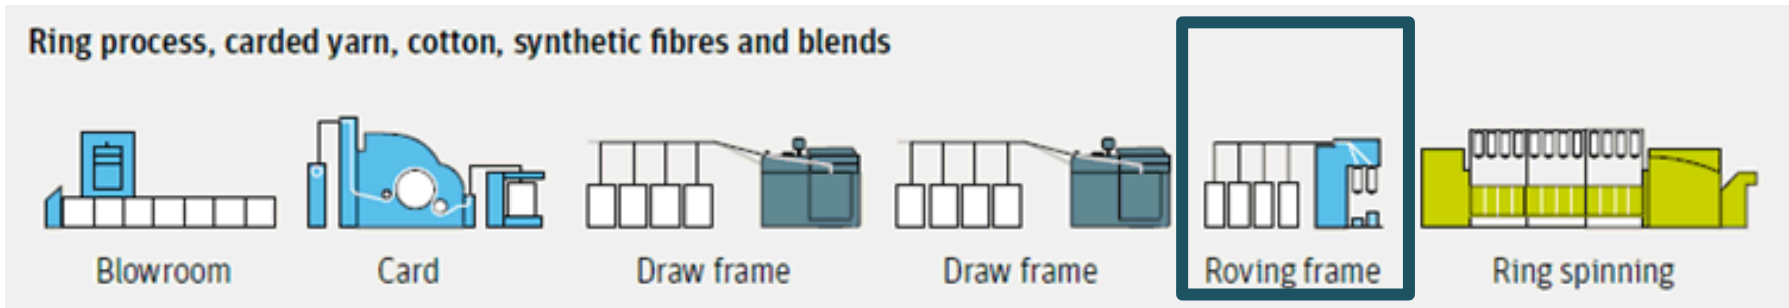 Ring process, carded yarn, cotton, synthetic fibres and blends
Blowroom
Card
Draw frame
Draw frame
Roving frame
Ring spinning